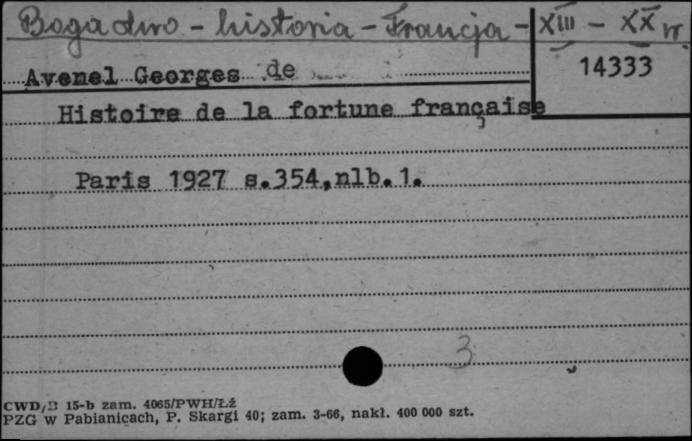 Bogactwo - historia - Francja - XIII - XX w.
14333
Avenel Georges de
Histoire de la fortune française
Paris 1927 s.354,nlb.1.
3
CWD/B 15-b zam. 4065/PWH/Łź
PZG w Pabianicach, P. Skargi 40; zam. 3-66, nakł. 400 000 szt.